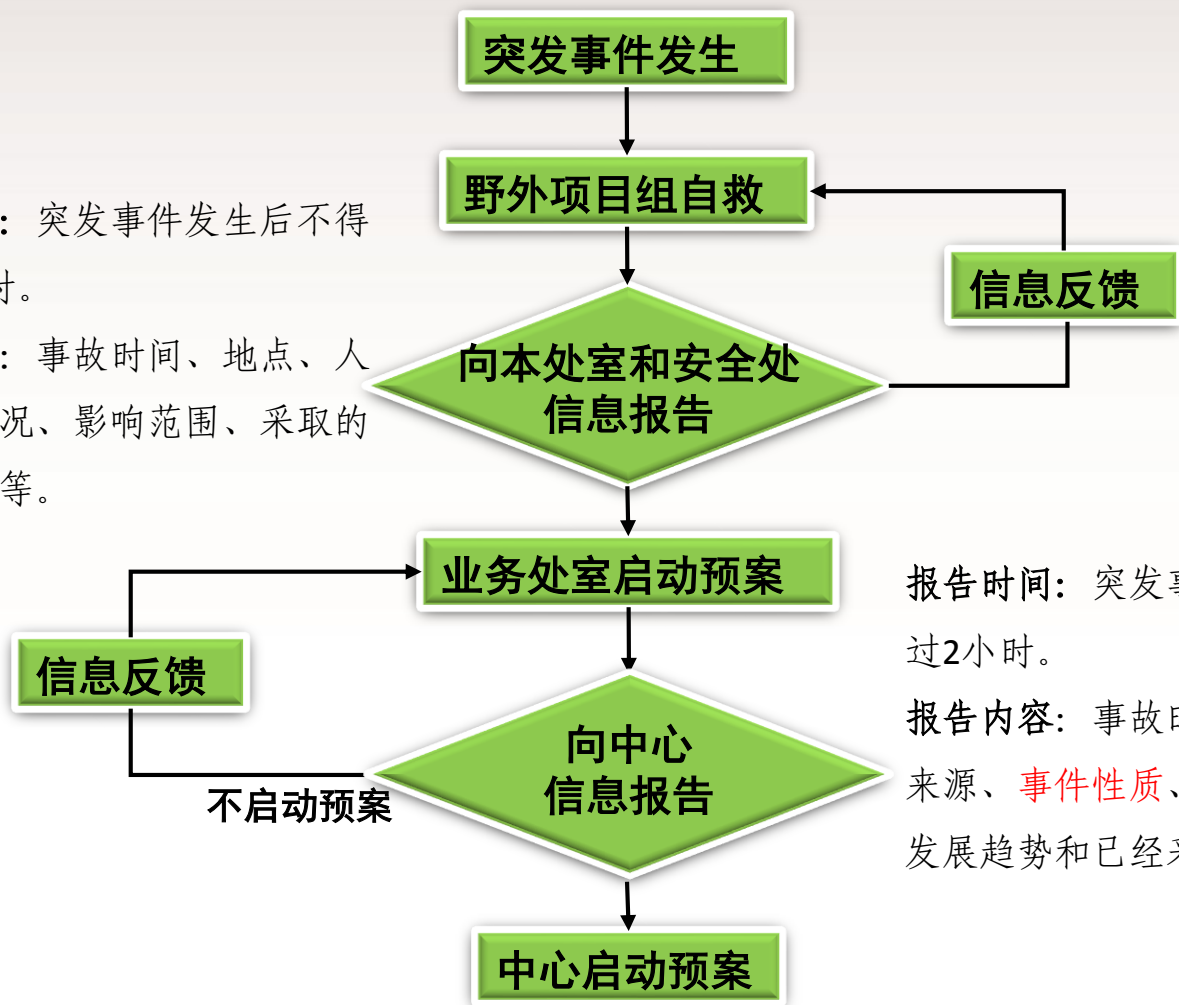 突发事件发生
野外项目组自救
：突发事件发生后不得
时。
：事故时间、地点、人
况、影响范围、采取的
等。
信息反馈
向本处室和安全处
信息报告
业务处室启动预案
信息反馈
报告时间：突发
过2小时。
报告内容：事故
来源、事件性质、
发展趋势和已经
向中心
信息报告
不启动预案
中心启动预案